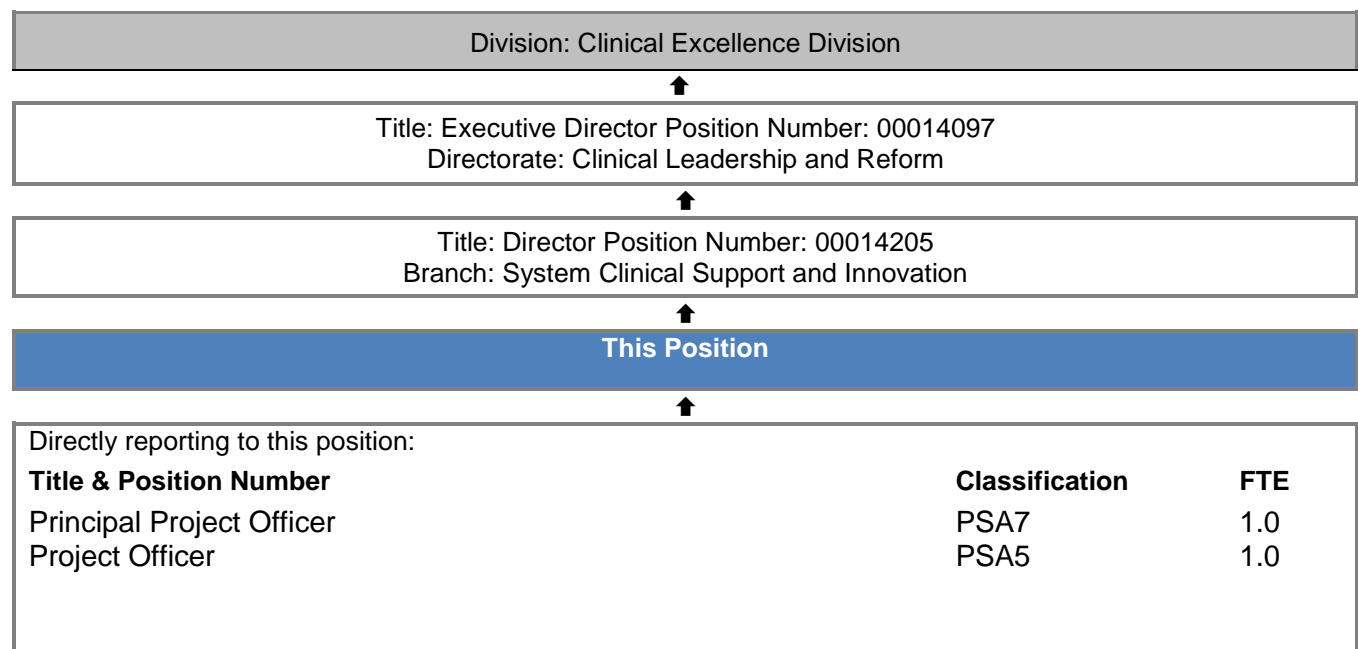 Division: Clinical Excellence Division
Title: Executive Director Position Number: 00014097
Directorate: Clinical Leadership and Reform
Title: Director Position Number: 00014205
Branch: System Clinical Support and Innovation
This Position
Directly reporting to this position:
Title & Position Number Classification FTE
Principal Project Officer PSA7 1.0
Project Officer PSA5 1.0